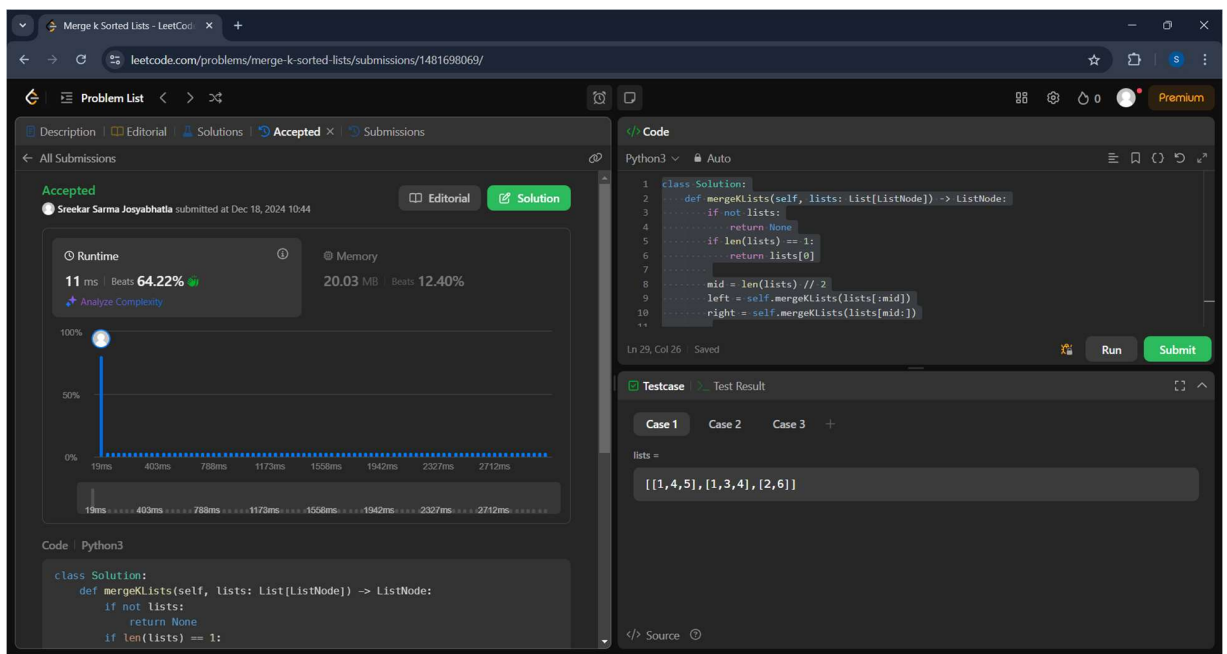 Merge k Sorted Lists - LeetCod
leetcode.com/problems/merge-k-sorted-lists/submissions/1481698069/
S
Problem List
0
Premium
Description | Editorial | Solutions | Accepted × | Submissions
All Submissions
Accepted
Sreekar Sarma Josyabhatla submitted at Dec 18, 2024 10:44
Editorial
Solution
Runtime
11 ms | Beats 64.22%
Analyze Complexity
Memory
20.03 MB | Beats 12.40%
100%
50%
0%
19ms 403ms 788ms 1173ms 1558ms 1942ms 2327ms 2712ms
19ms 403ms 788ms 1173ms 1558ms 1942ms 2327ms 2712ms
Code | Python3
class Solution:
    def mergeKLists(self, lists: List[ListNode]) -> ListNode:
        if not lists:
            return None
        if len(lists) == 1:
</> Code
Python3 Auto
1 class Solution:
2     def mergeKLists(self, lists: List[ListNode]) -> ListNode:
3         if not lists:
4             return None
5         if len(lists) == 1:
6             return lists[0]
7
8         mid = len(lists) // 2
9         left = self.mergeKLists(lists[:mid])
10         right = self.mergeKLists(lists[mid:])
11
Ln 29, Col 26 | Saved
Run
Submit
Testcase | >_ Test Result
Case 1 Case 2 Case 3 +
lists =
[[1,4,5],[1,3,4],[2,6]]
</> Source